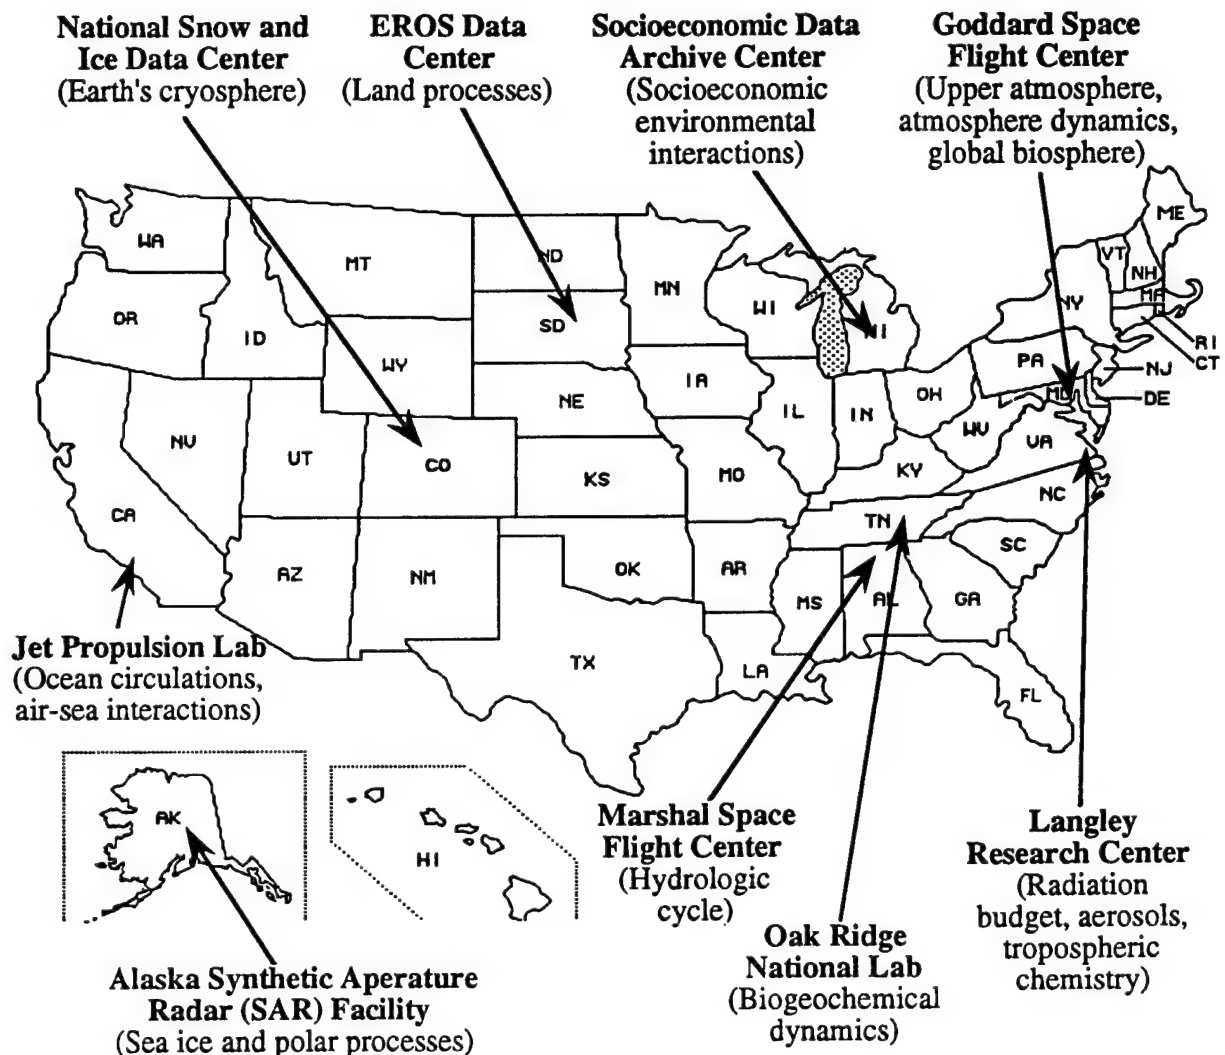 National Snow and
Ice Data Center
(Earth's cryosphere)
EROS Data
Center
(Land processes)
Socioeconomic Data
Archive Center
(Socioeconomic
environmental
interactions)
Goddard Space
Flight Center
(Upper atmosphere,
atmosphere dynamics,
global biosphere)
WA
MT
ND
MN
WI
MI
ME
VT
NH
MA
NY
RI
CT
OR
ID
SD
WY
IA
PA
NJ
DE
MD
OH
NE
IL
IN
WV
VA
NV
UT
CO
KS
MO
KY
NC
CA
TN
SC
AZ
NM
OK
AR
MS
AL
GA
TX
LA
FL
Jet Propulsion Lab
(Ocean circulations,
air-sea interactions)
AK
HI
Marshal Space
Flight Center
(Hydrologic
cycle)
Langley
Research Center
(Radiation
budget, aerosols,
tropospheric
chemistry)
Oak Ridge
National Lab
(Biogeochemical
dynamics)
Alaska Synthetic Aperature
Radar (SAR) Facility
(Sea ice and polar processes)